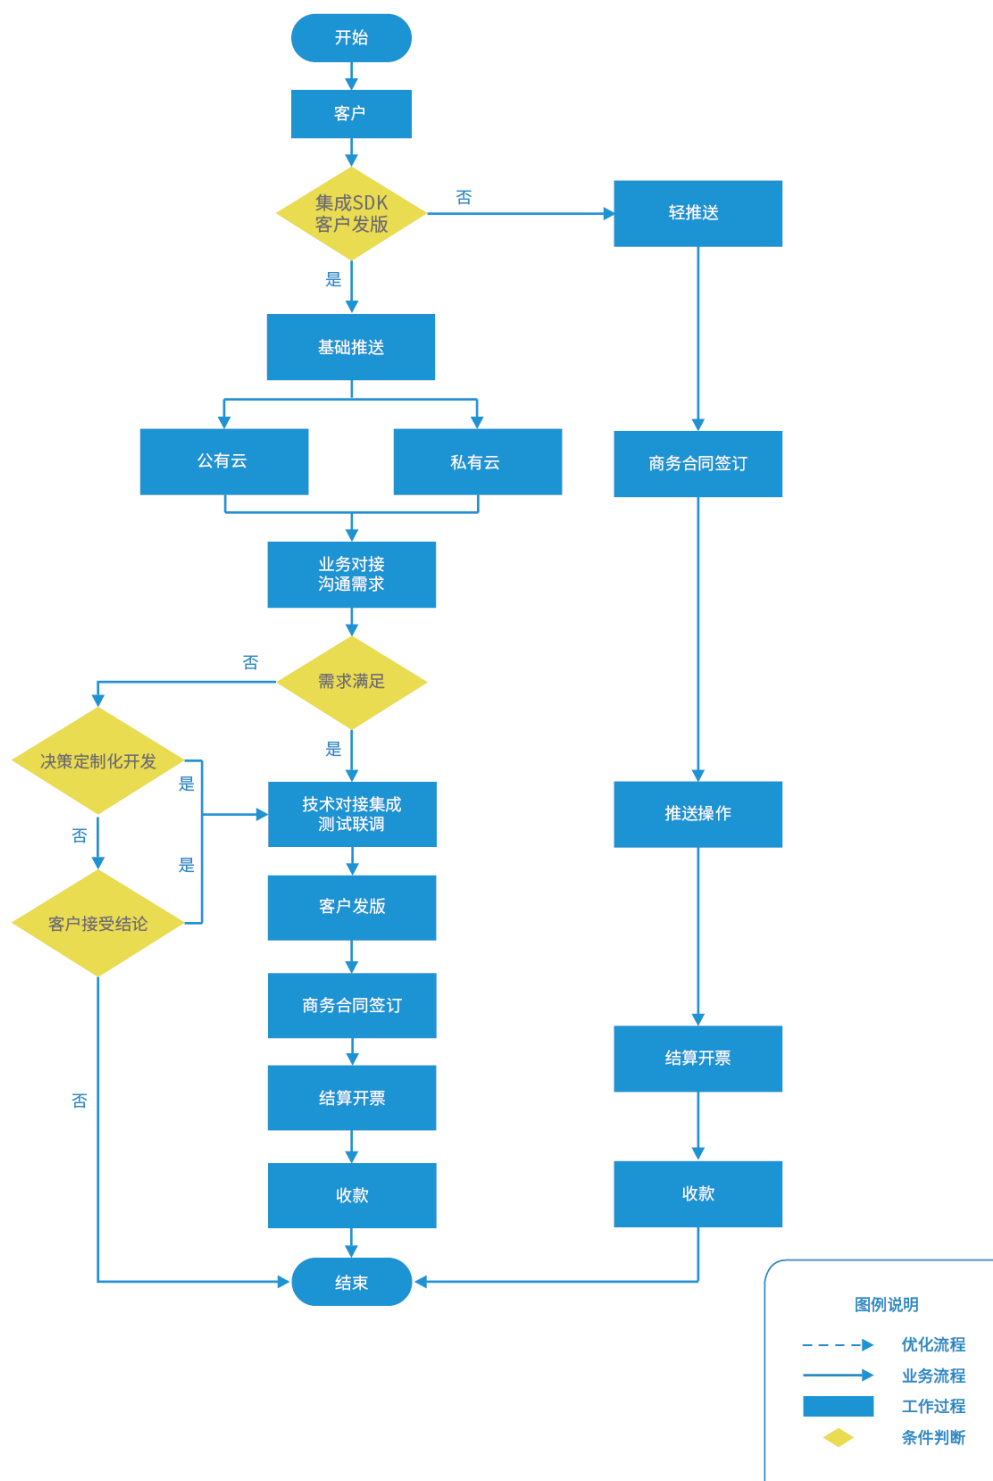 开始
客户
集成SDK
客户发版
否
轻推送
是
基础推送
公有云
私有云
商务合同签订
业务对接
沟通需求
否
需求满足
是
决策定制化开发
是
技术对接集成
测试联调
推送操作
否
是
客户接受结论
客户发版
商务合同签订
结算开票
结算开票
否
收款
收款
结束
图例说明
优化流程
业务流程
工作过程
条件判断